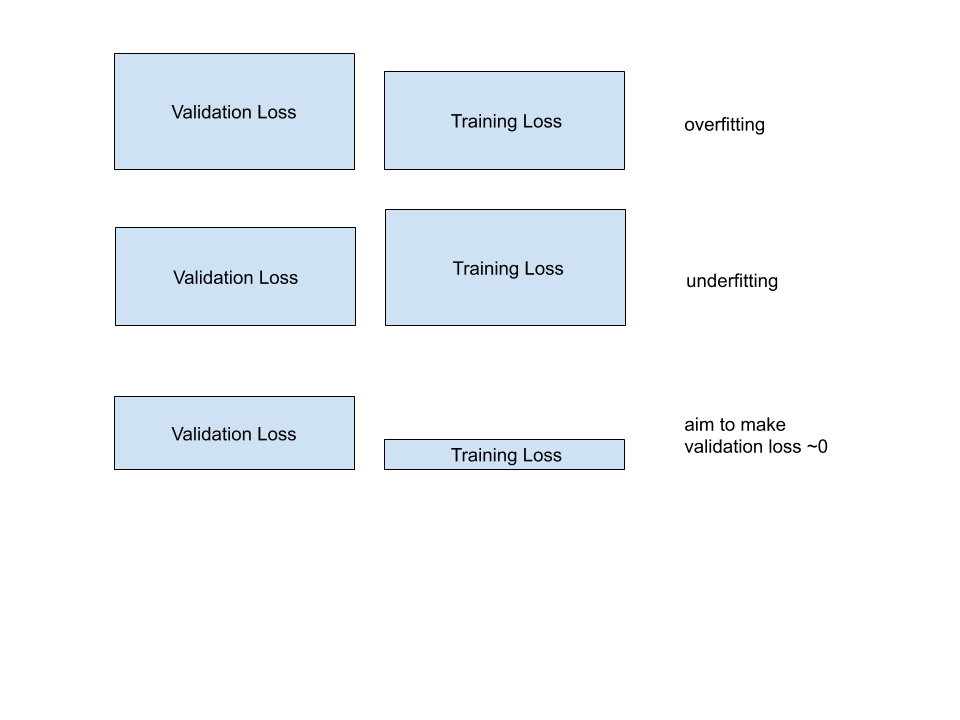 Validation Loss
Training Loss
overfitting
Validation Loss
Training Loss
underfitting
Validation Loss
Training Loss
aim to make
validation loss ~0